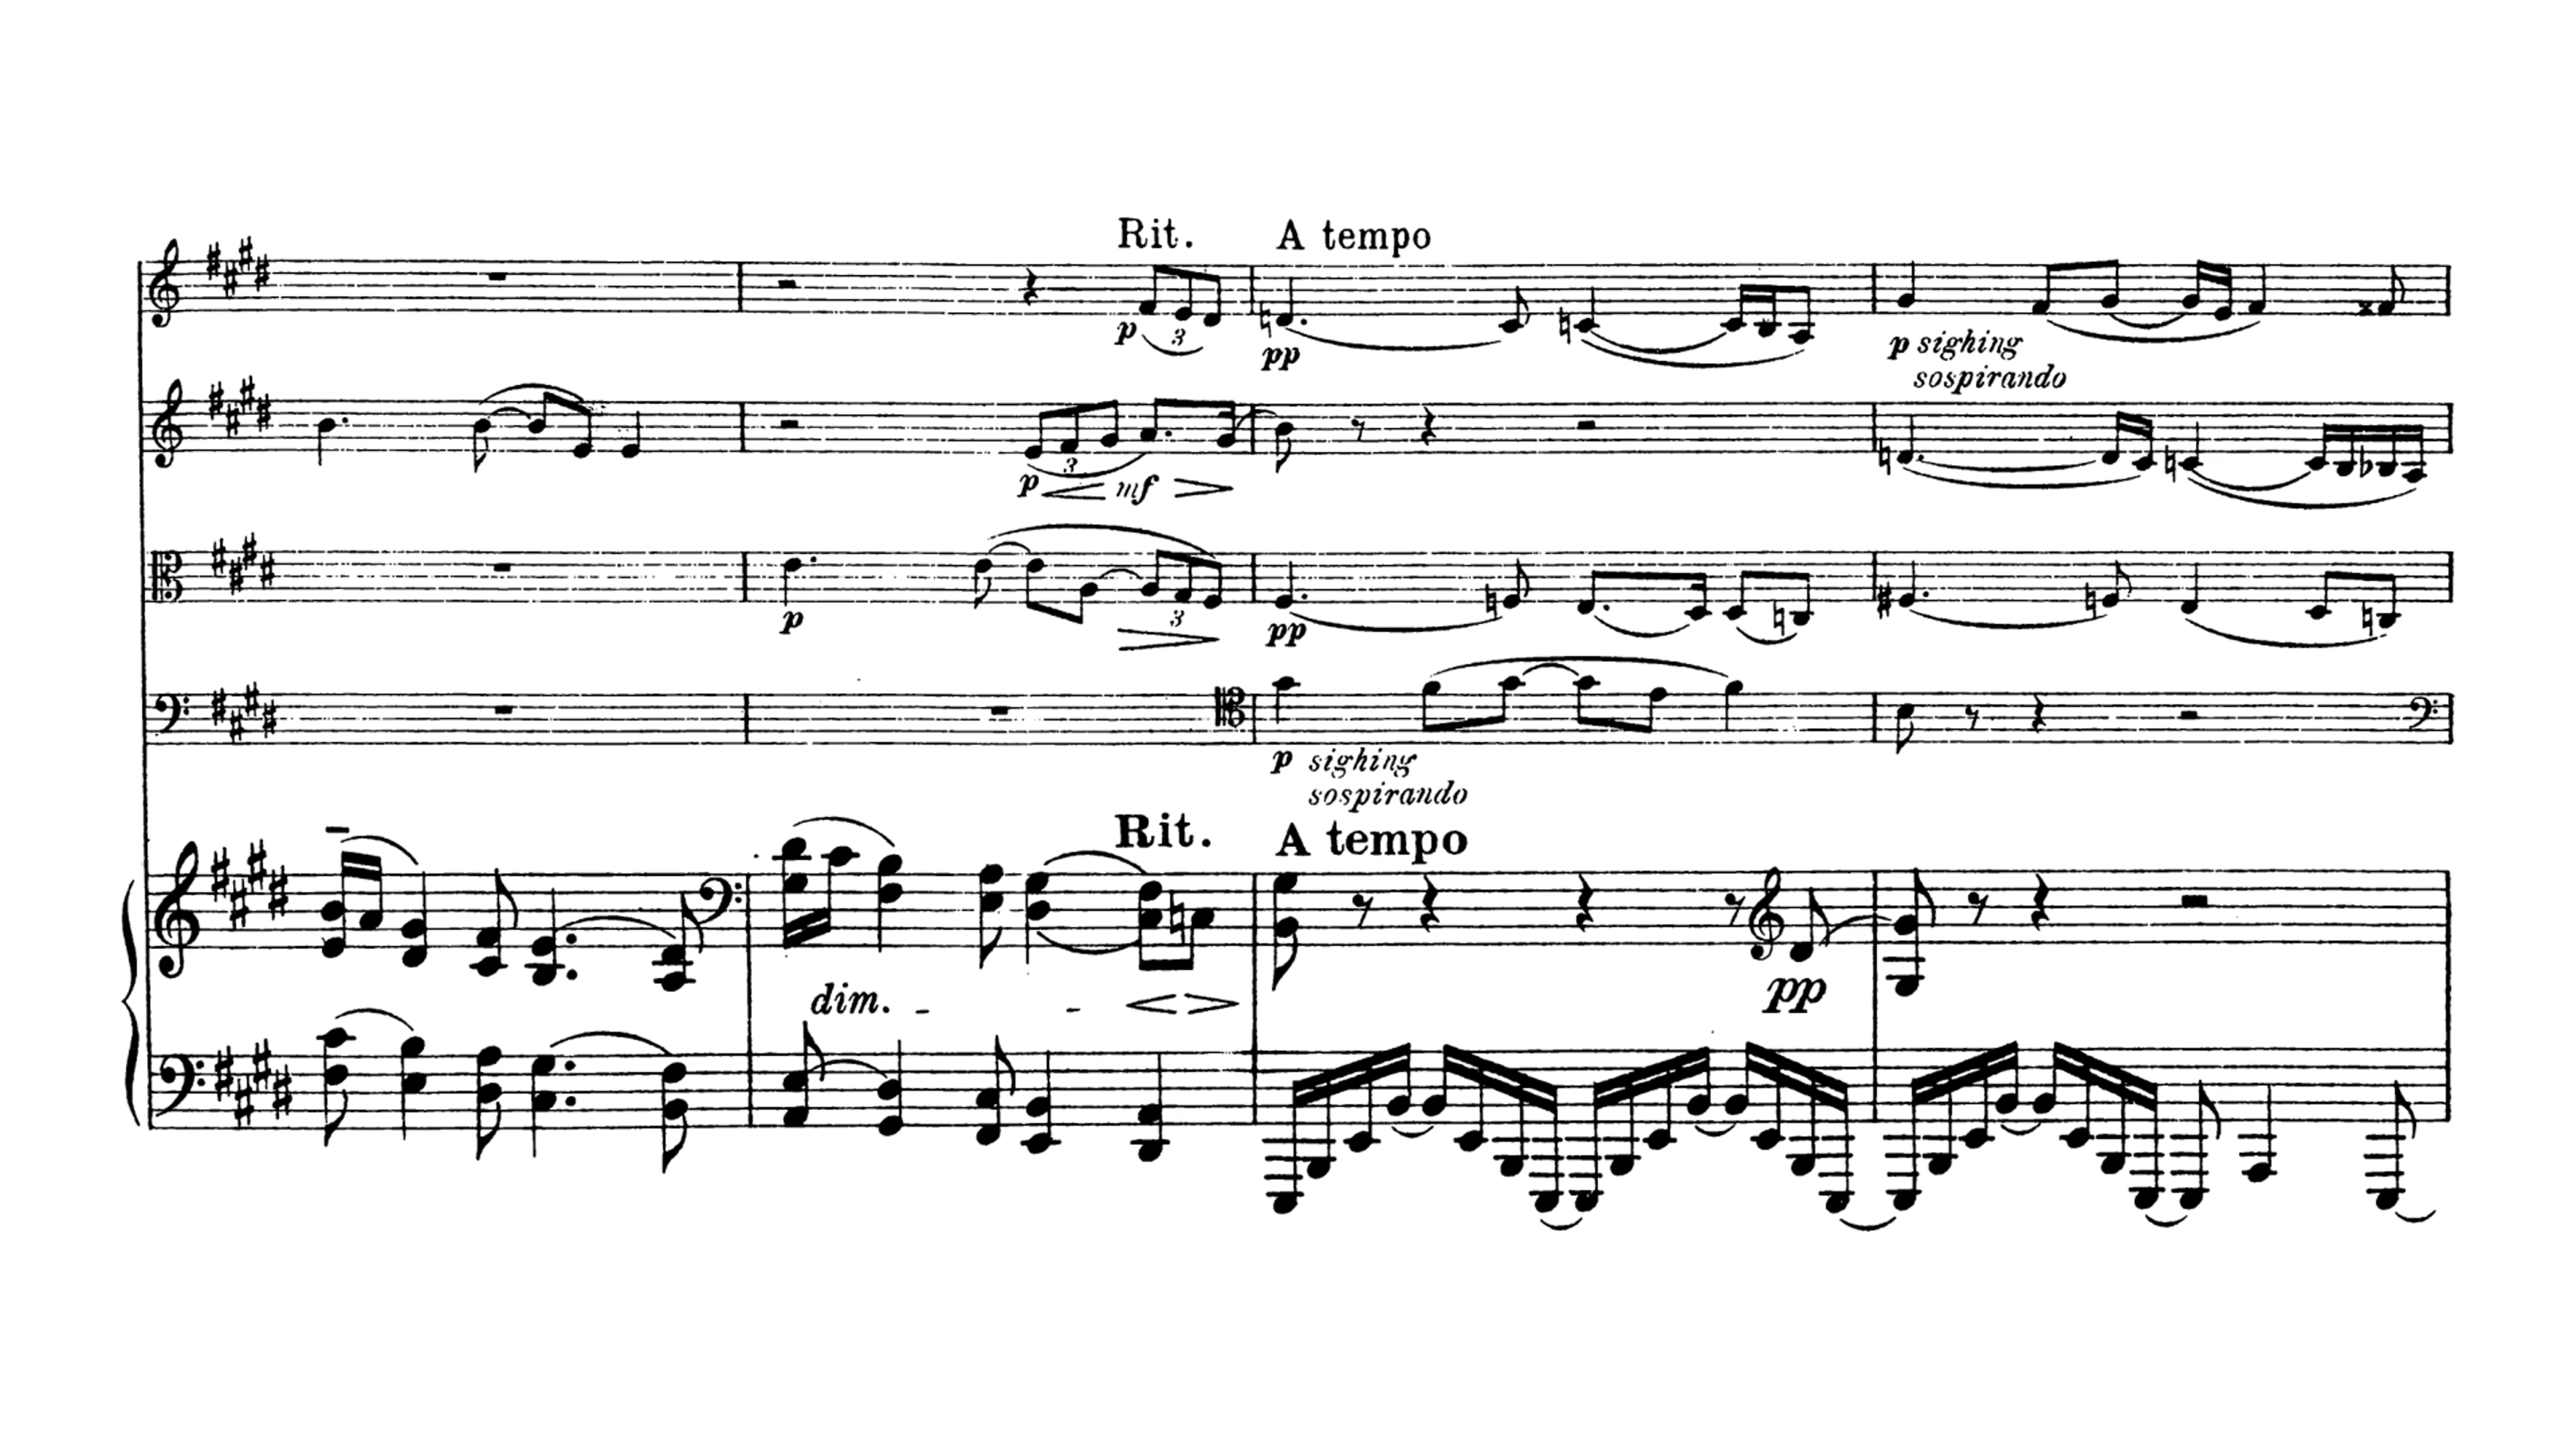 Rit. A tempo
p 3 pp p sighing
sospirando
3
p mf
p 3 pp
p sighing
sospirando
Rit. A tempo
dim. - - pp